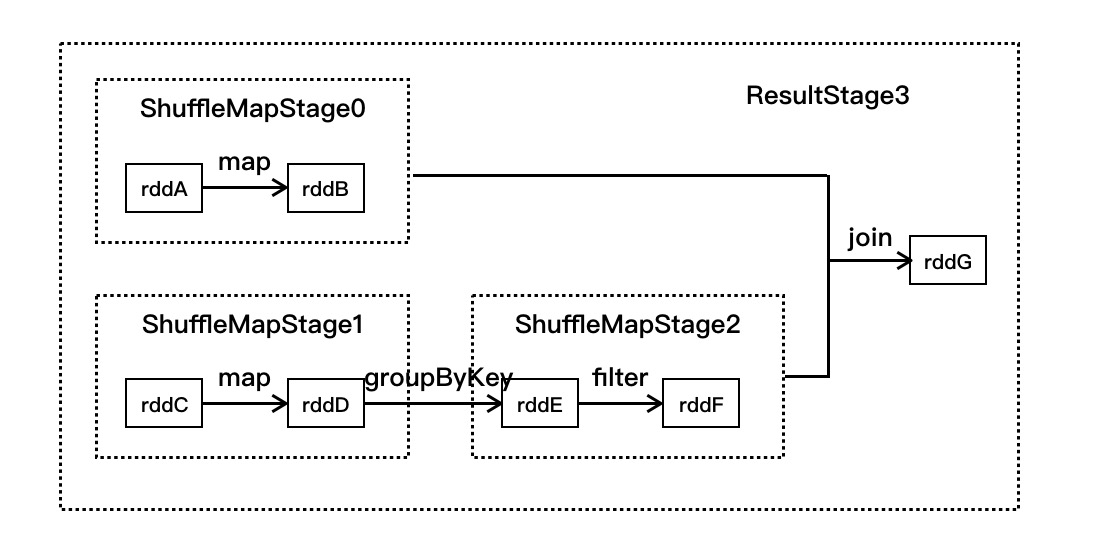 ResultStage3
ShuffleMapStage0
map
rddA
rddB
join
rddG
ShuffleMapStage1
map
groupByKey
rddC
rddD
ShuffleMapStage2
filter
rddE
rddF